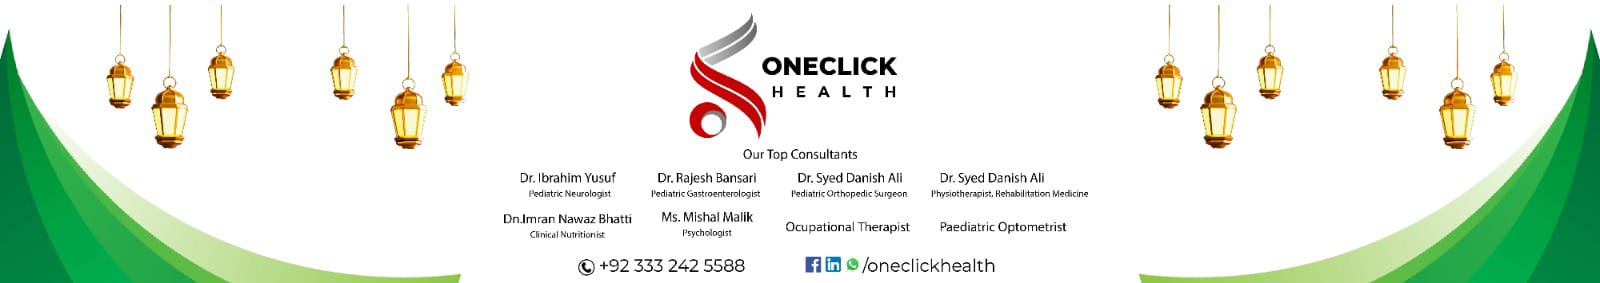 ONECLICK
HEALTH
Our Top Consultants
Dr. Ibrahim Yusuf
Pediatric Neurologist
Dr. Rajesh Bansari
Pediatric Gastroenterologist
Dr. Syed Danish Ali
Pediatric Orthopedic Surgeon
Dr. Syed Danish Ali
Physiotherapist, Rehabilitation Medicine
Dn.Imran Nawaz Bhatti
Clinical Nutritionist
Ms. Mishal Malik
Psychologist
Ocupational Therapist
Paediatric Optometrist
+92 333 242 5588
/oneclickhealth